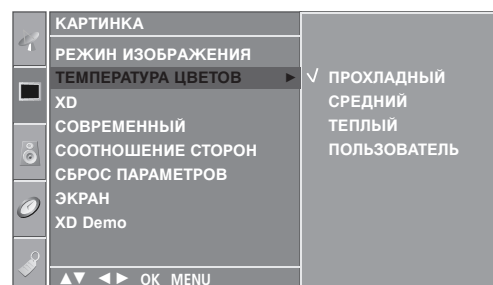 КАРТИНКА
РЕЖИН ИЗОБРАЖЕНИЯ
ТЕМПЕРАТУРА ЦВЕТОВ ► √ ПРОХЛАДНЫЙ
XD СРЕДНИЙ
СОВРЕМЕННЫЙ ТЕПЛЫЙ
СООТНОШЕНИЕ СТОРОН ПОЛЬЗОВАТЕЛЬ
СБРОС ПАРАМЕТРОВ
ЭКРАН
XD Demo
▲▼ ◄► OK MENU